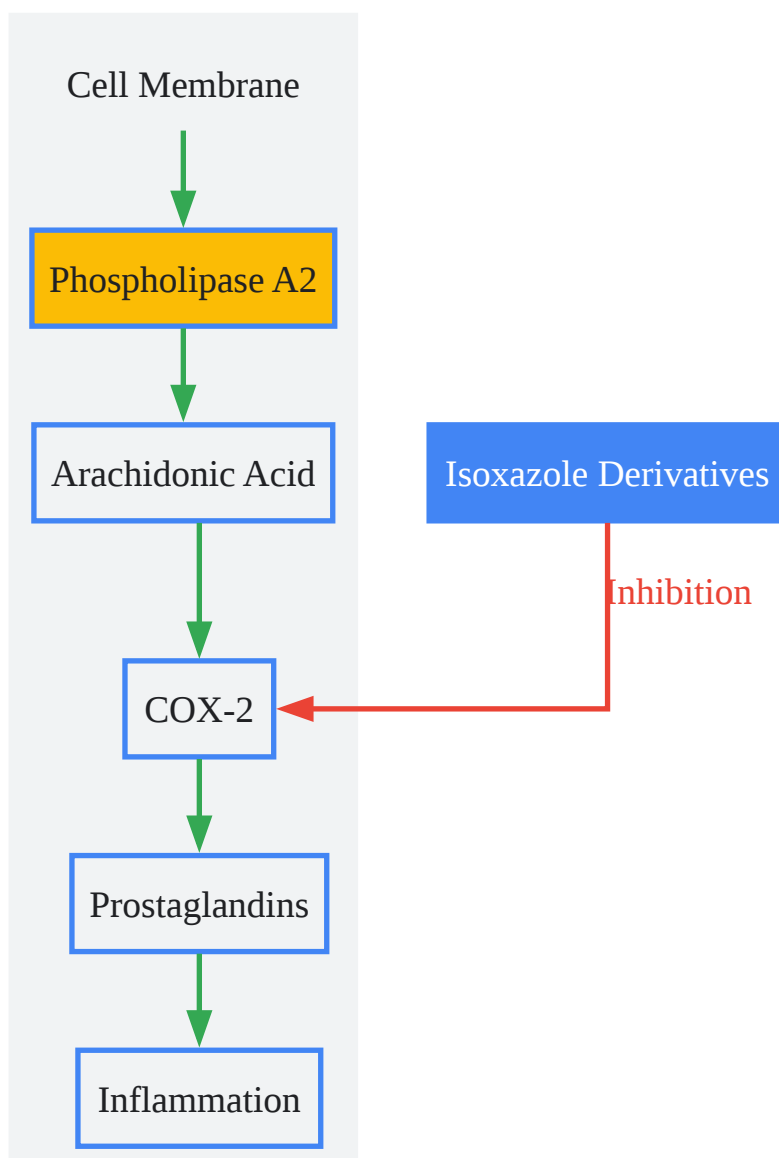 Cell Membrane
Phospholipase A2
Arachidonic Acid
Isoxazole Derivatives
Inhibition
COX-2
Prostaglandins
Inflammation